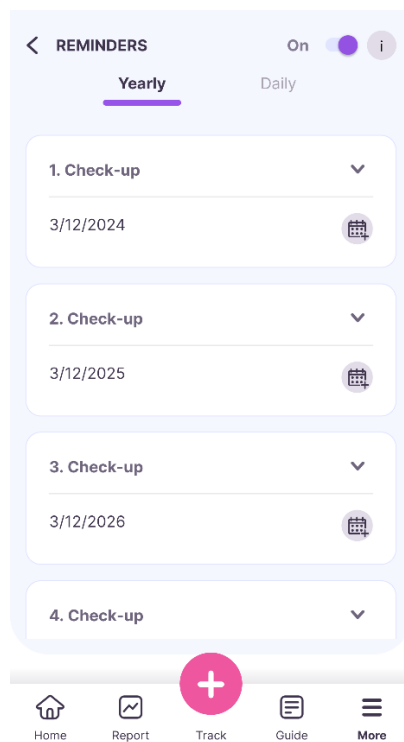 REMINDERS On i
Yearly Daily
1. Check-up
3/12/2024
2. Check-up
3/12/2025
3. Check-up
3/12/2026
4. Check-up
Home Report Track Guide More